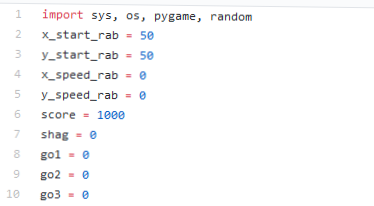 1 import sys, os, pygame, random
2 x_start_rab = 50
3 y_start_rab = 50
4 x_speed_rab = 0
5 y_speed_rab = 0
6 score = 1000
7 shag = 0
8 go1 = 0
9 go2 = 0
10 go3 = 0